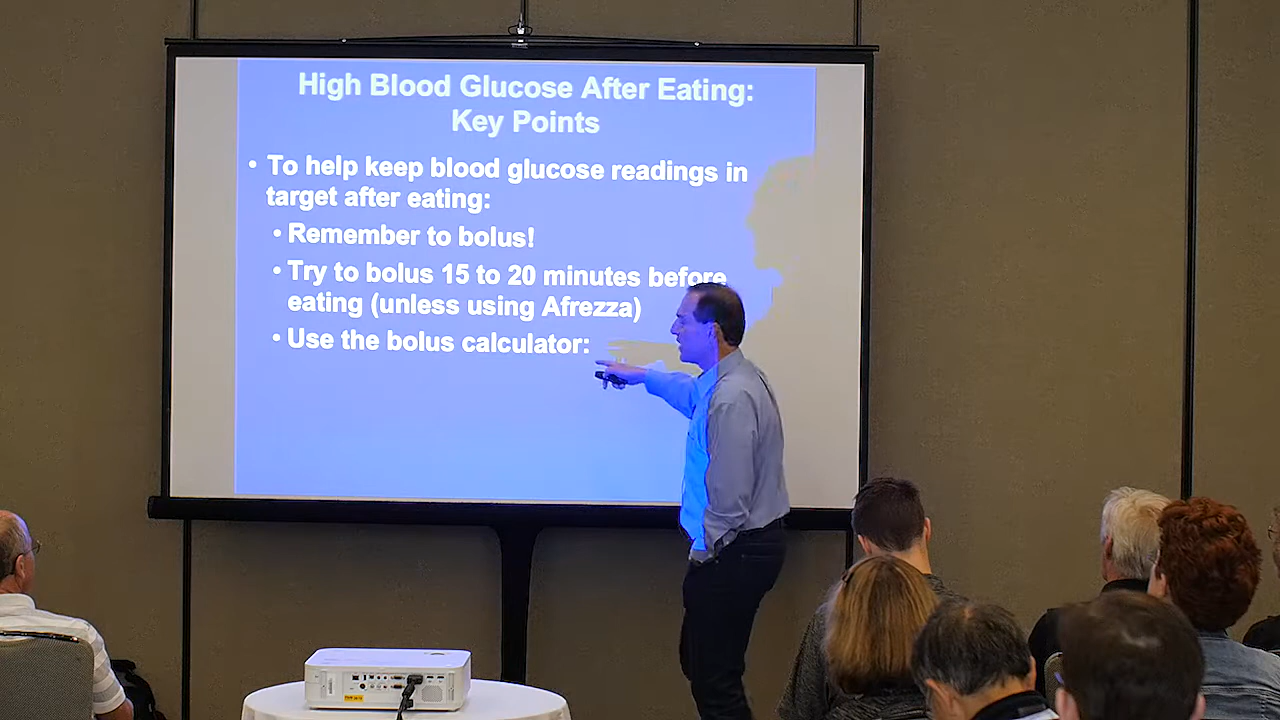 High Blood Glucose After Eating:
Key Points
• To help keep blood glucose readings in
target after eating:
• Remember to bolus!
• Try to bolus 15 to 20 minutes before
eating (unless using Afrezza)
• Use the bolus calculator: